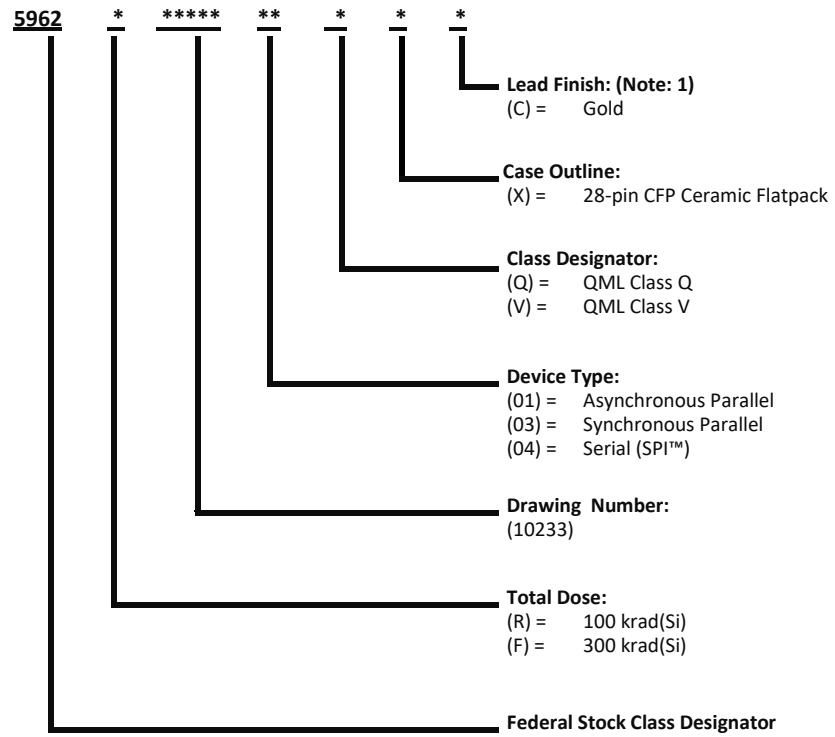 5962 * ***** ** * * *
Lead Finish: (Note: 1)
(C) = Gold
Case Outline:
(X) = 28-pin CFP Ceramic Flatpack
Class Designator:
(Q) = QML Class Q
(V) = QML Class V
Device Type:
(01) = Asynchronous Parallel
(03) = Synchronous Parallel
(04) = Serial (SPI™)
Drawing Number:
(10233)
Total Dose:
(R) = 100 krad(Si)
(F) = 300 krad(Si)
Federal Stock Class Designator